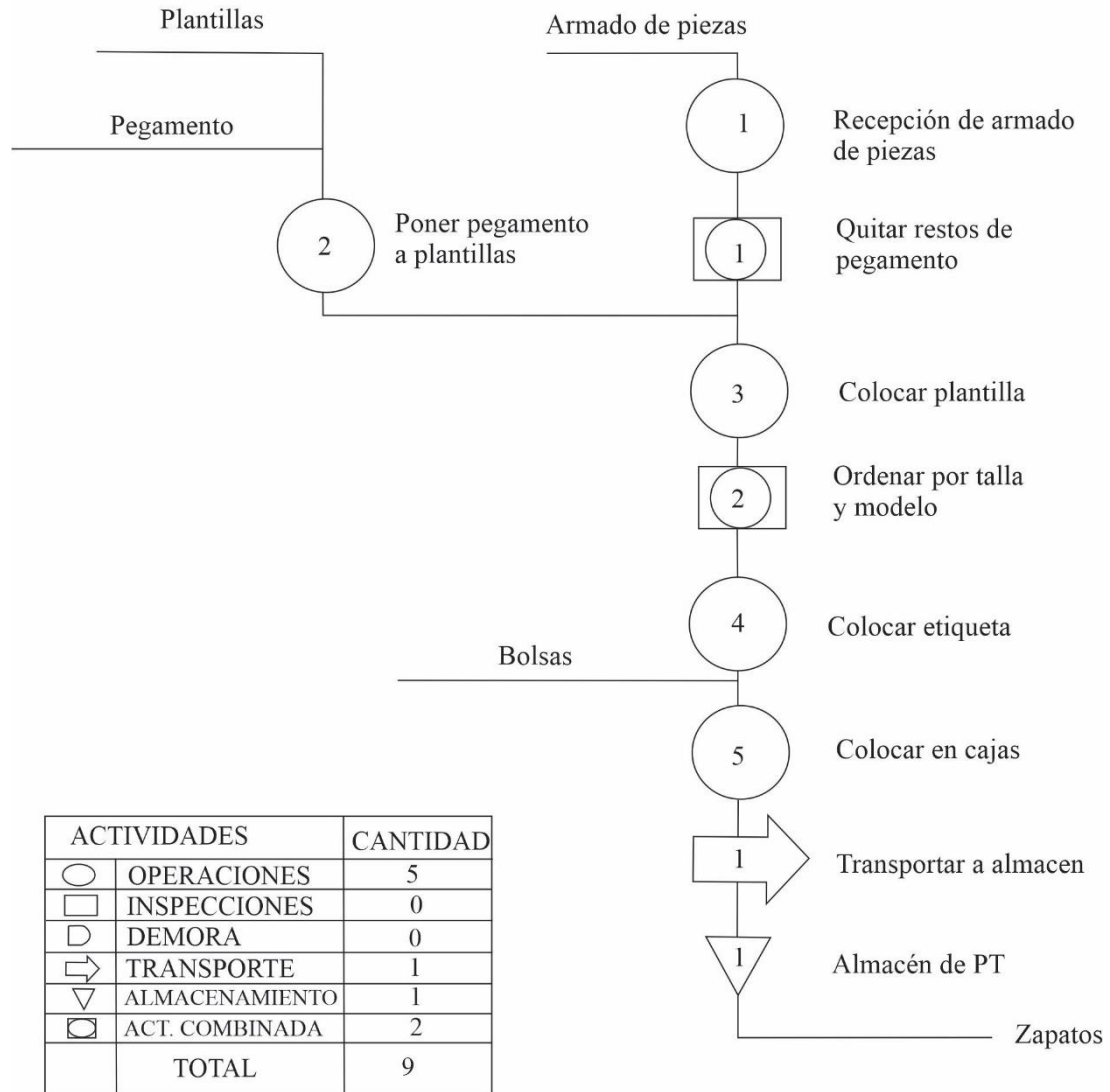 Plantillas
Armado de piezas
Pegamento
1
Recepción de armado
de piezas
2
Poner pegamento
a plantillas
1
Quitar restos de
pegamento
3
Colocar plantilla
2
Ordenar por talla
y modelo
4
Colocar etiqueta
Bolsas
5
Colocar en cajas
1
Transportar a almacen
1
Almacén de PT
Zapatos
ACTIVIDADES CANTIDAD
OPERACIONES 5
INSPECCIONES 0
DEMORA 0
TRANSPORTE 1
ALMACENAMIENTO 1
ACT. COMBINADA 2
TOTAL 9